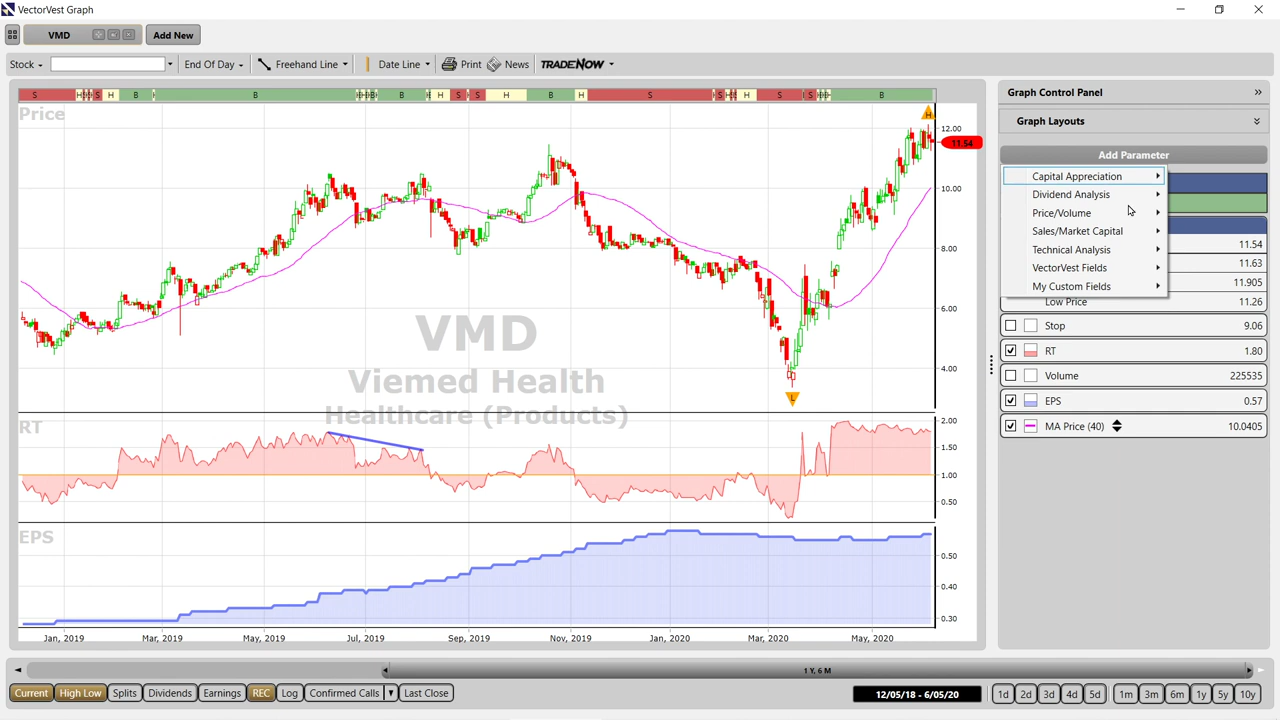 VectorVest Graph
VMD
Add New
Stock
End Of Day
Freehand Line
Date Line
Print
News
TRADENOW
S H S H B B B H S S H B H S S H S S B
Price
H
12.00
11.54
10.00
8.00
6.00
4.00
L
VMD
Viemed Health
Healthcare (Products)
RT
2.00
1.50
1.00
0.50
EPS
0.50
0.40
0.30
Jan, 2019 Mar, 2019 May, 2019 Jul, 2019 Sep, 2019 Nov, 2019 Jan, 2020 Mar, 2020 May, 2020
Graph Control Panel
Graph Layouts
Add Parameter
Capital Appreciation
Dividend Analysis
Price/Volume
Sales/Market Capital
Technical Analysis
VectorVest Fields
My Custom Fields
11.54
11.63
11.905
Low Price 11.26
Stop 9.06
RT 1.80
Volume 225535
EPS 0.57
MA Price (40) 10.0405
1 Y, 6 M
Current High Low Splits Dividends Earnings REC Log Confirmed Calls Last Close
12/05/18 - 6/05/20
1d 2d 3d 4d 5d 1m 3m 6m 1y 5y 10y